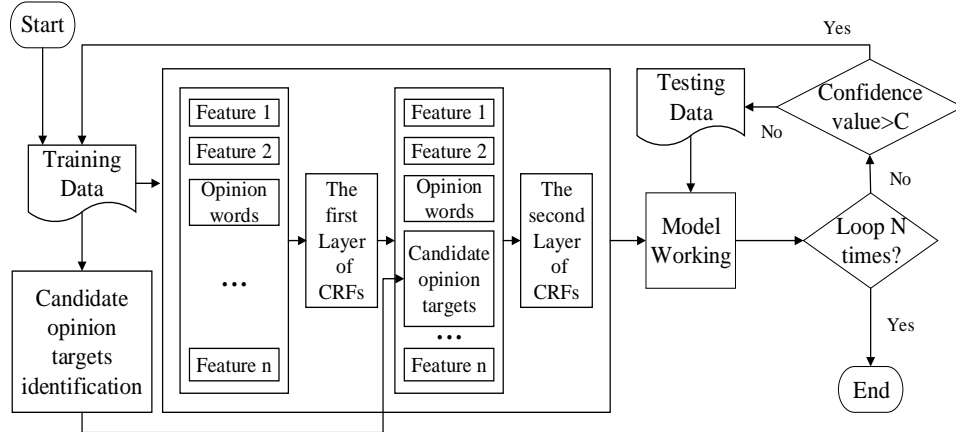 Start
Yes
Training
Data
Candidate
opinion
targets
identification
Feature 1
Feature 2
Opinion
words
...
Feature n
The
first
Layer
of
CRFs
Feature 1
Feature 2
Opinion
words
Candidate
opinion
targets
...
Feature n
The
second
Layer
of
CRFs
Testing
Data
No
Confidence
value>C
Model
Working
No
Loop N
times?
Yes
End